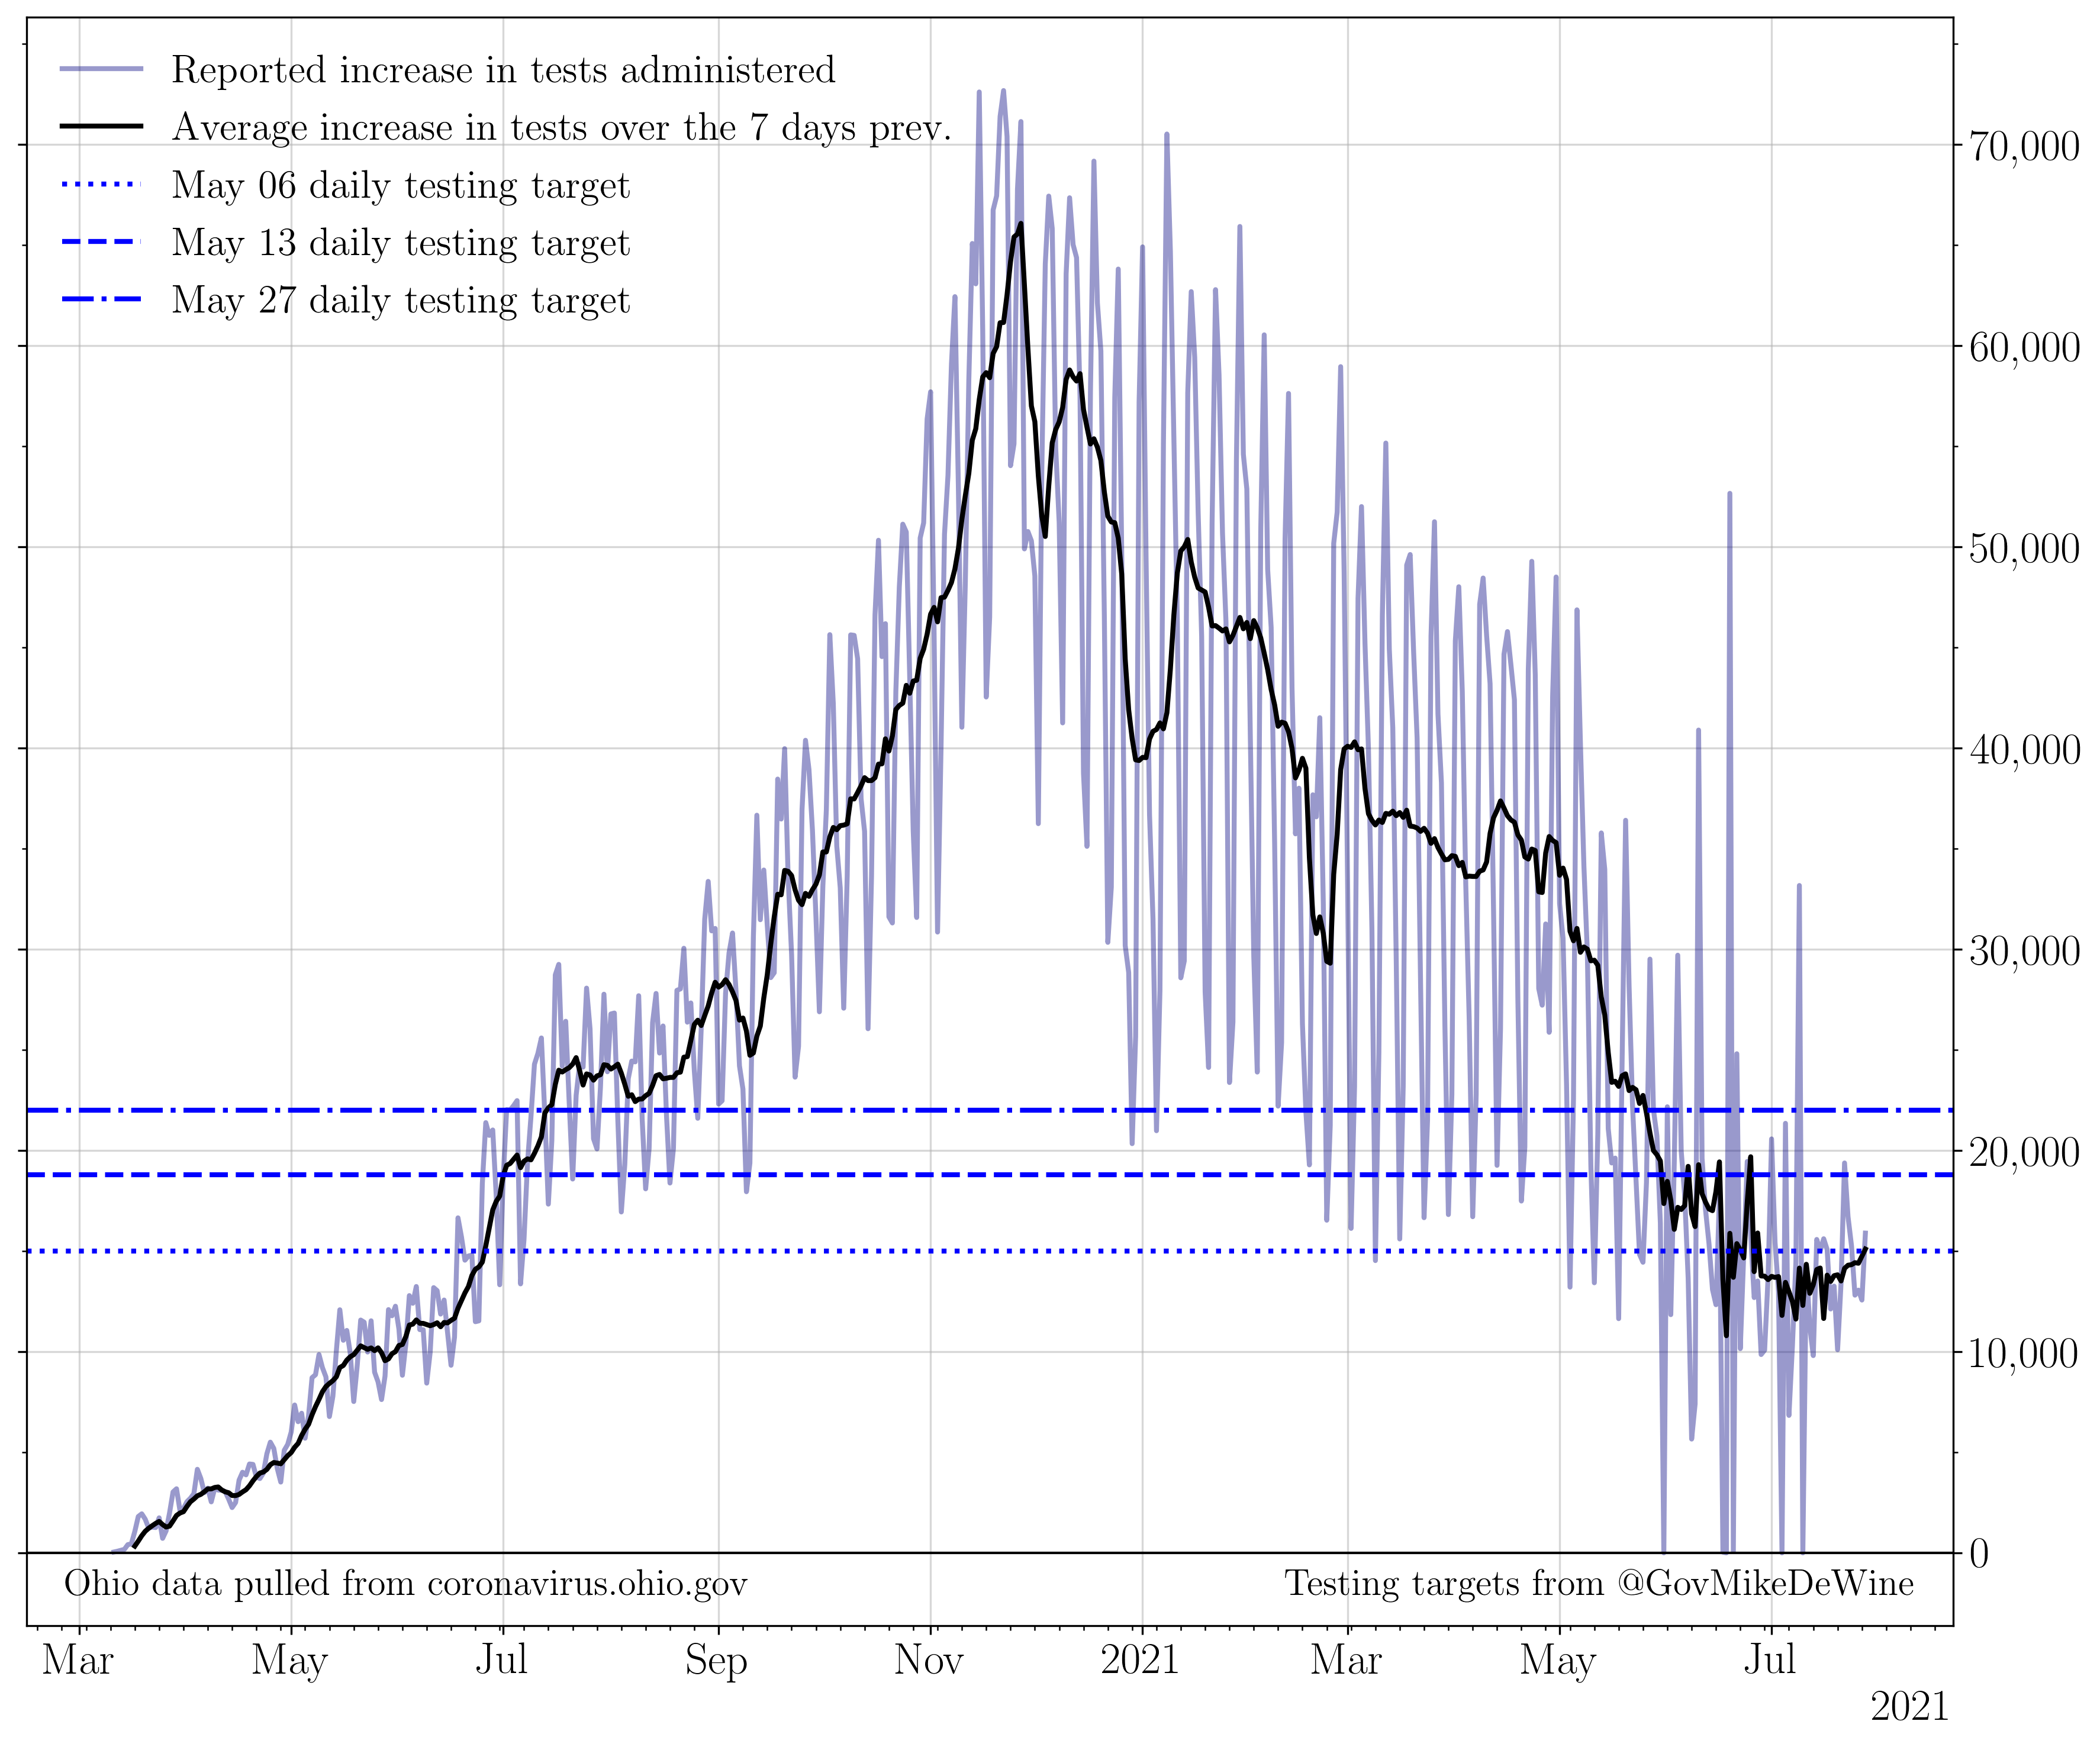 Reported increase in tests administered
Average increase in tests over the 7 days prev.
May 06 daily testing target
May 13 daily testing target
May 27 daily testing target
70,000
60,000
50,000
40,000
30,000
20,000
10,000
0
Ohio data pulled from coronavirus.ohio.gov
Testing targets from @GovMikeDeWine
Mar May Jul Sep Nov 2021 Mar May Jul
2021